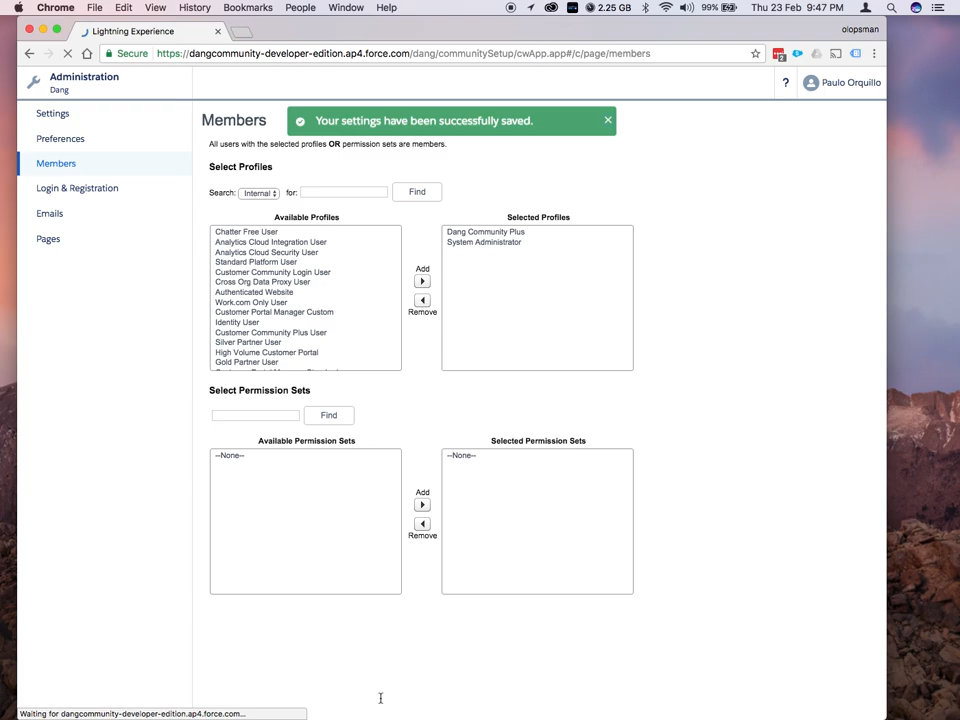 Chrome File Edit View History Bookmarks People Window Help 2.25 GB 99% Thu 23 Feb 9:47 PM
Lightning Experience
olopsman
Secure https://dangcommunity-developer-edition.ap4.force.com/dang/communitySetup/cwApp.app#/c/page/members
Administration
Dang
? Paulo Orquillo
Settings
Preferences
Members
Login & Registration
Emails
Pages
Members
Your settings have been successfully saved.
All users with the selected profiles OR permission sets are members.
Select Profiles
Search: Internal for: Find
Available Profiles
Chatter Free User
Analytics Cloud Integration User
Analytics Cloud Security User
Standard Platform User
Customer Community Login User
Cross Org Data Proxy User
Authenticated Website
Work.com Only User
Customer Portal Manager Custom
Identity User
Customer Community Plus User
Silver Partner User
High Volume Customer Portal
Gold Partner User
Add
Remove
Selected Profiles
Dang Community Plus
System Administrator
Select Permission Sets
Find
Available Permission Sets
--None--
Add
Remove
Selected Permission Sets
--None--
Waiting for dangcommunity-developer-edition.ap4.force.com...